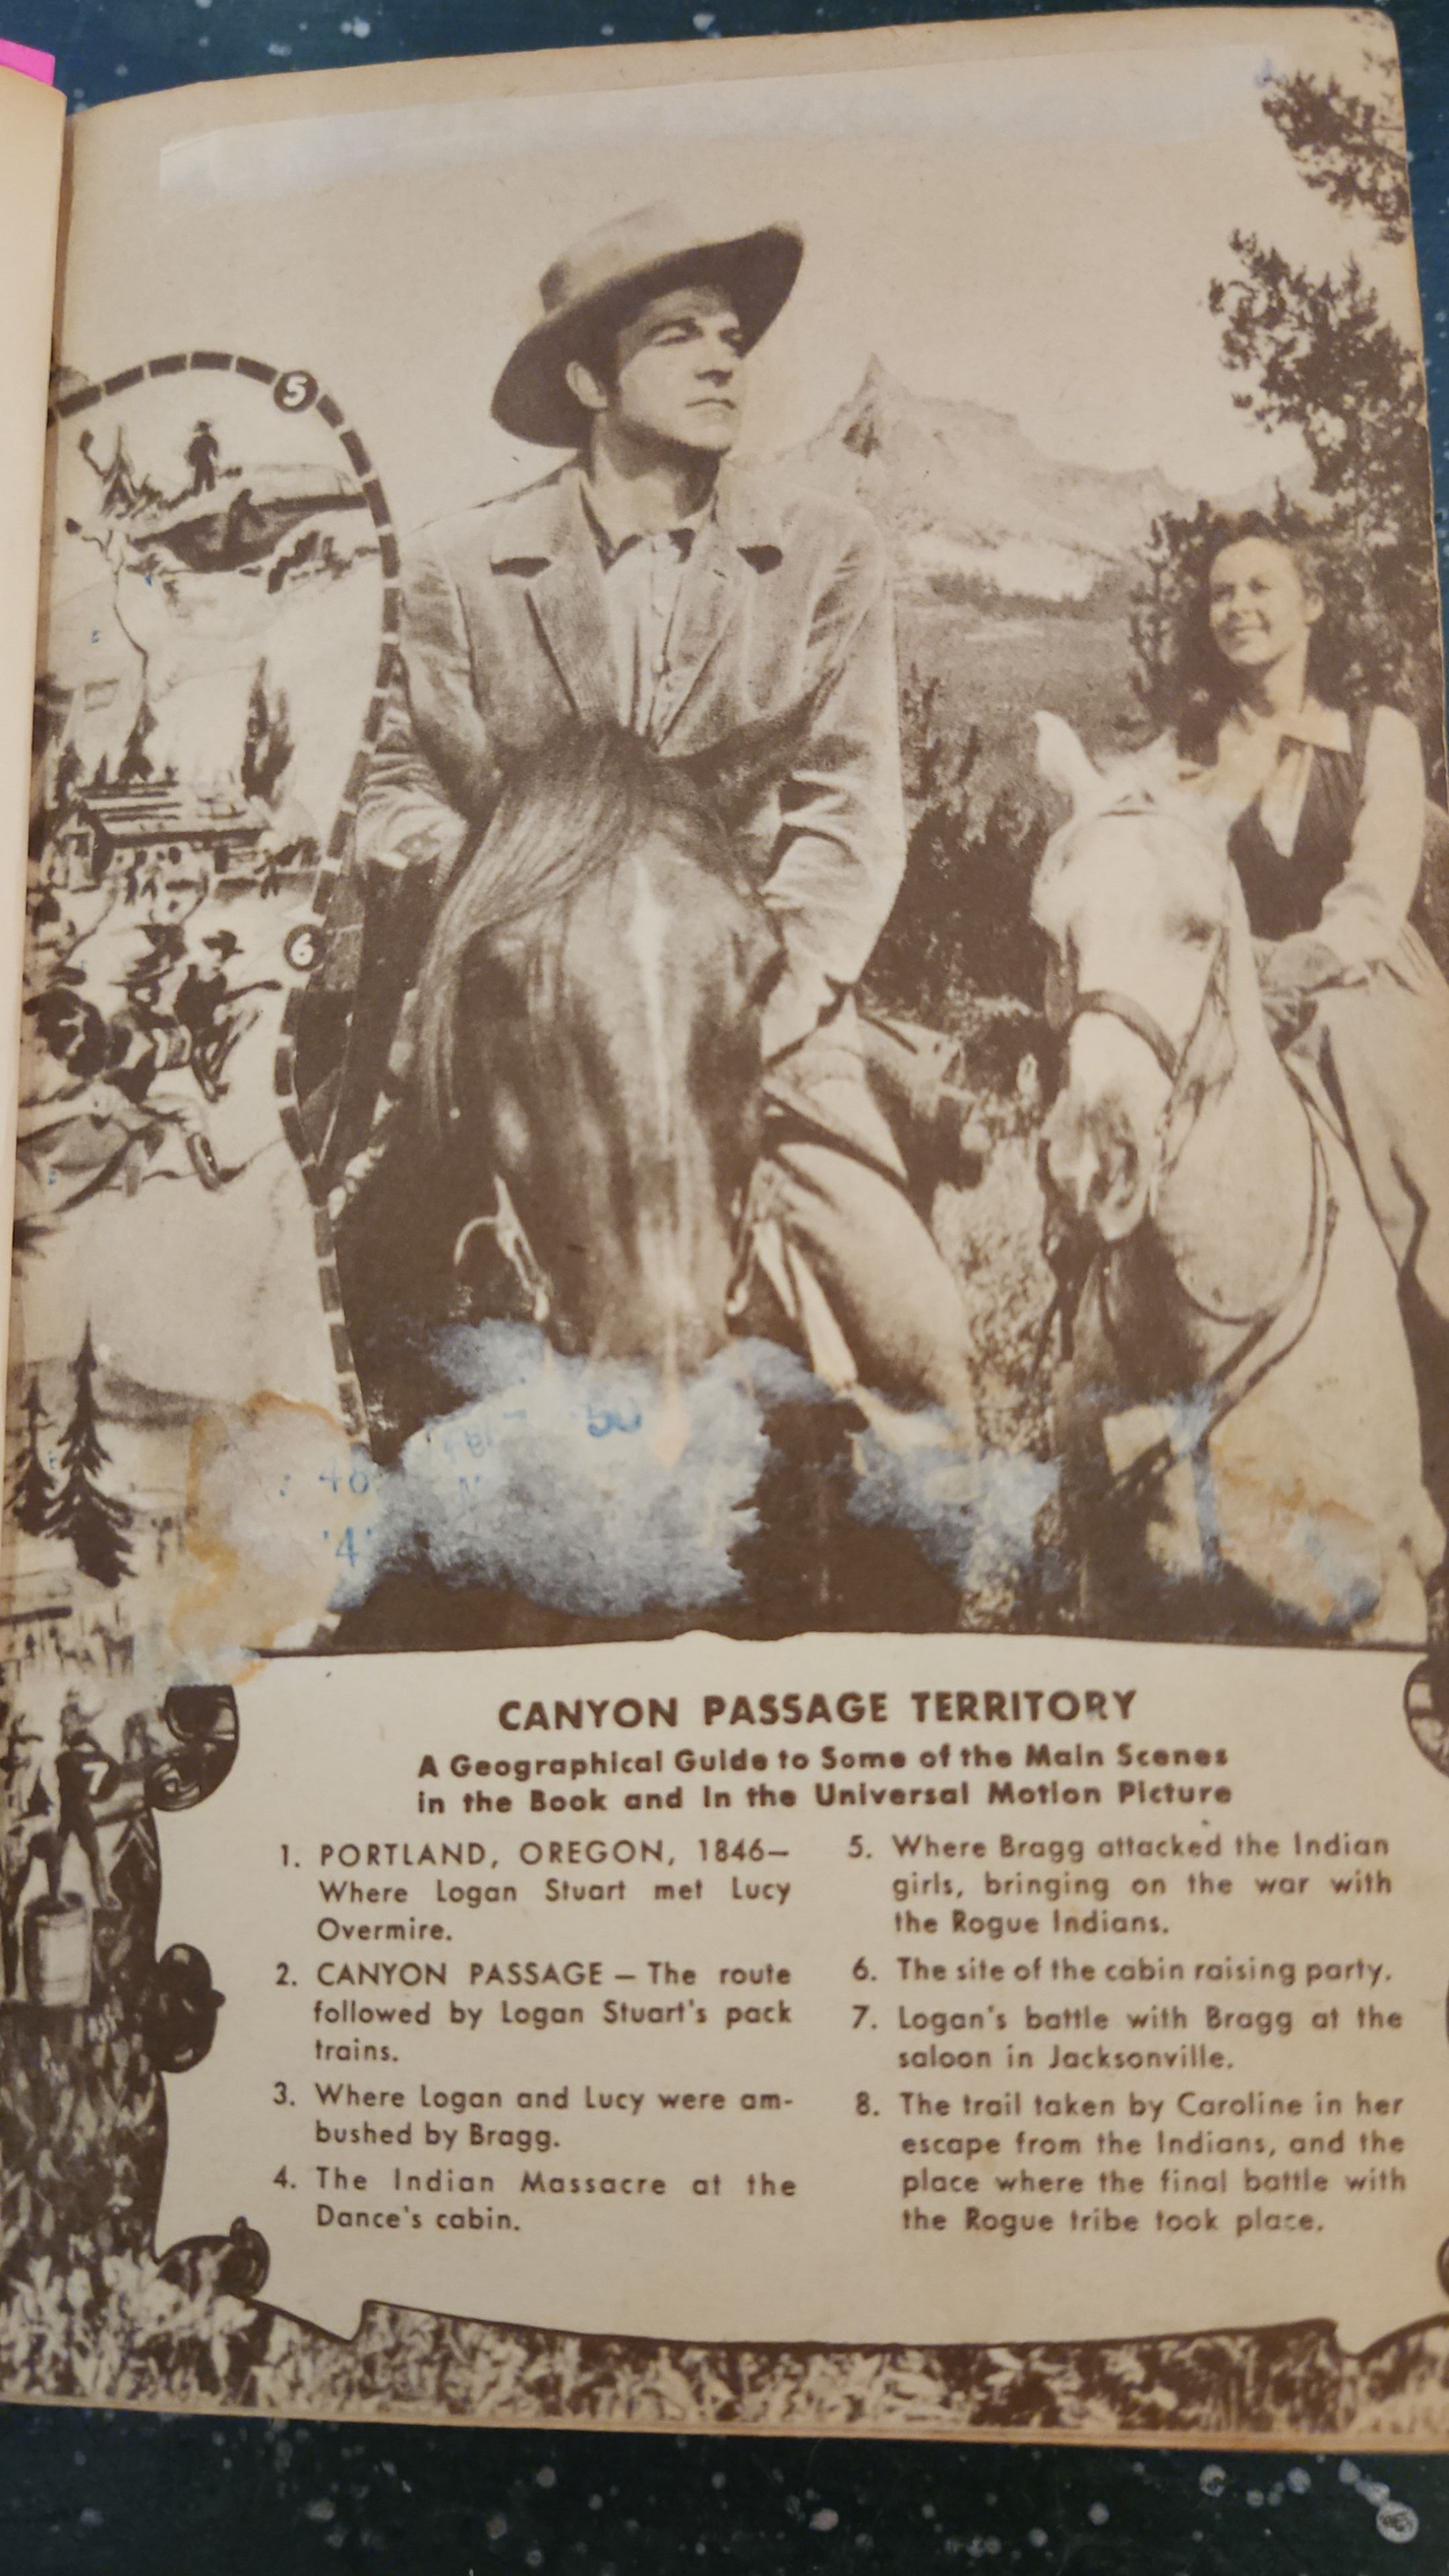 5
6
50
46
'4'
7
CANYON PASSAGE TERRITORY
A Geographical Guide to Some of the Main Scenes
in the Book and In the Universal Motion Picture
1. PORTLAND, OREGON, 1846—
Where Logan Stuart met Lucy
Overmire.
2. CANYON PASSAGE — The route
followed by Logan Stuart's pack
trains.
3. Where Logan and Lucy were am-
bushed by Bragg.
4. The Indian Massacre at the
Dance's cabin.
5. Where Bragg attacked the Indian
girls, bringing on the war with
the Rogue Indians.
6. The site of the cabin raising party.
7. Logan's battle with Bragg at the
saloon in Jacksonville.
8. The trail taken by Caroline in her
escape from the Indians, and the
place where the final battle with
the Rogue tribe took place.